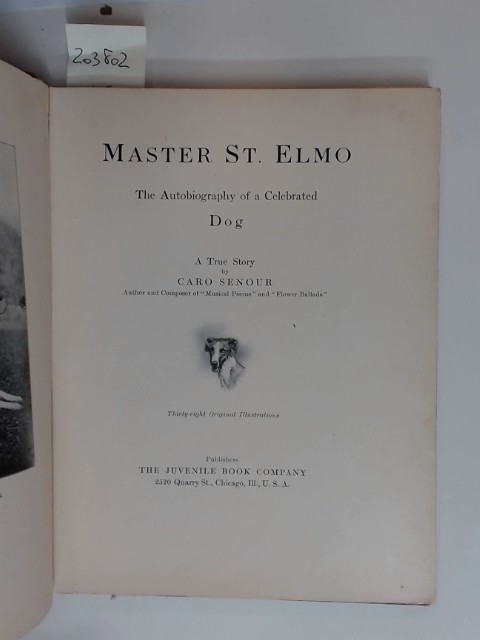 203802
MASTER ST. ELMO
The Autobiography of a Celebrated
Dog
A True Story
by
CARO SENOUR
Author and Composer of "Musical Poems" and "Flower Ballads"
Thirty-eight Original Illustrations
Publishers
THE JUVENILE BOOK COMPANY
2520 Quarry St., Chicago, Ill., U. S. A.